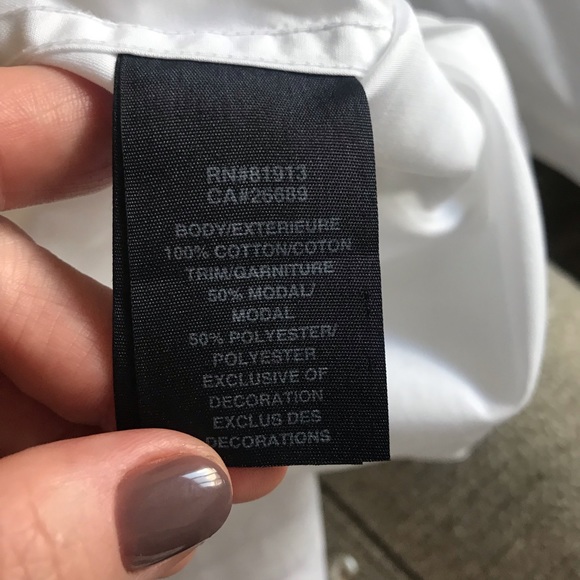 RN#81913
CA#26689
BODY/EXTERIEURE
100% COTTON/COTON
TRIM/GARNITURE
50% MODAL/
MODAL
50% POLYESTER/
POLYESTER
EXCLUSIVE OF
DECORATION
EXCLUS DES
DECORATIONS